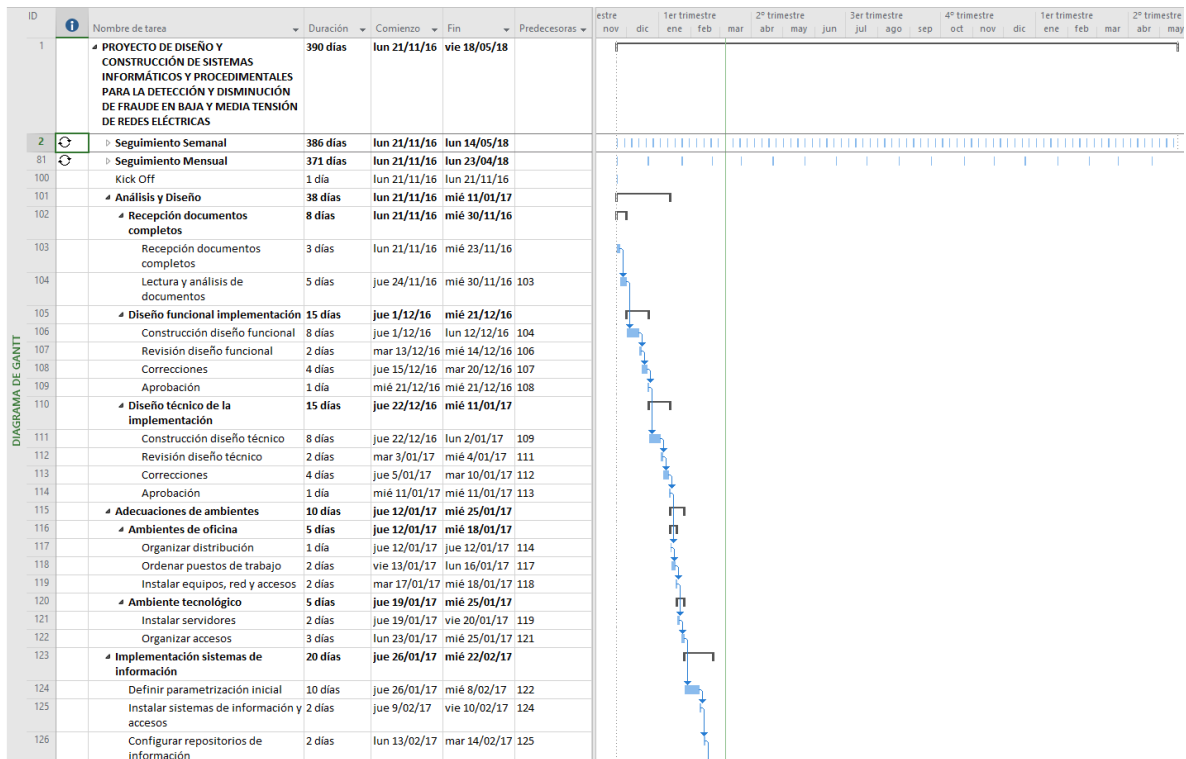 ID
Nombre de tarea Duración Comienzo Fin Predecesoras
estre 1er trimestre 2º trimestre 3er trimestre 4º trimestre 1er trimestre 2º trimestre
nov dic ene feb mar abr may jun jul ago sep oct nov dic ene feb mar abr may
1 PROYECTO DE DISEÑO Y 390 días lun 21/11/16 vie 18/05/18
CONSTRUCCIÓN DE SISTEMAS
INFORMÁTICOS Y PROCEDIMENTALES
PARA LA DETECCIÓN Y DISMINUCIÓN
DE FRAUDE EN BAJA Y MEDIA TENSIÓN
DE REDES ELÉCTRICAS
2 Seguimiento Semanal 386 días lun 21/11/16 lun 14/05/18
81 Seguimiento Mensual 371 días lun 21/11/16 lun 23/04/18
100 Kick Off 1 día lun 21/11/16 lun 21/11/16
101 Análisis y Diseño 38 días lun 21/11/16 mié 11/01/17
102 Recepción documentos 8 días lun 21/11/16 mié 30/11/16
completos
103 Recepción documentos 3 días lun 21/11/16 mié 23/11/16
completos
104 Lectura y análisis de 5 días jue 24/11/16 mié 30/11/16 103
documentos
105 Diseño funcional implementación 15 días jue 1/12/16 mié 21/12/16
106 Construcción diseño funcional 8 días jue 1/12/16 lun 12/12/16 104
107 Revisión diseño funcional 2 días mar 13/12/16 mié 14/12/16 106
108 Correcciones 4 días jue 15/12/16 mar 20/12/16 107
109 Aprobación 1 día mié 21/12/16 mié 21/12/16 108
110 Diseño técnico de la 15 días jue 22/12/16 mié 11/01/17
implementación
111 Construcción diseño técnico 8 días jue 22/12/16 lun 2/01/17 109
112 Revisión diseño técnico 2 días mar 3/01/17 mié 4/01/17 111
113 Correcciones 4 días jue 5/01/17 mar 10/01/17 112
114 Aprobación 1 día mié 11/01/17 mié 11/01/17 113
115 Adecuaciones de ambientes 10 días jue 12/01/17 mié 25/01/17
116 Ambientes de oficina 5 días jue 12/01/17 mié 18/01/17
117 Organizar distribución 1 día jue 12/01/17 jue 12/01/17 114
118 Ordenar puestos de trabajo 2 días vie 13/01/17 lun 16/01/17 117
119 Instalar equipos, red y accesos 2 días mar 17/01/17 mié 18/01/17 118
120 Ambiente tecnológico 5 días jue 19/01/17 mié 25/01/17
121 Instalar servidores 2 días jue 19/01/17 vie 20/01/17 119
122 Organizar accesos 3 días lun 23/01/17 mié 25/01/17 121
123 Implementación sistemas de 20 días jue 26/01/17 mié 22/02/17
información
124 Definir parametrización inicial 10 días jue 26/01/17 mié 8/02/17 122
125 Instalar sistemas de información y 2 días jue 9/02/17 vie 10/02/17 124
accesos
126 Configurar repositorios de 2 días lun 13/02/17 mar 14/02/17 125
información
DIAGRAMA DE GANTT